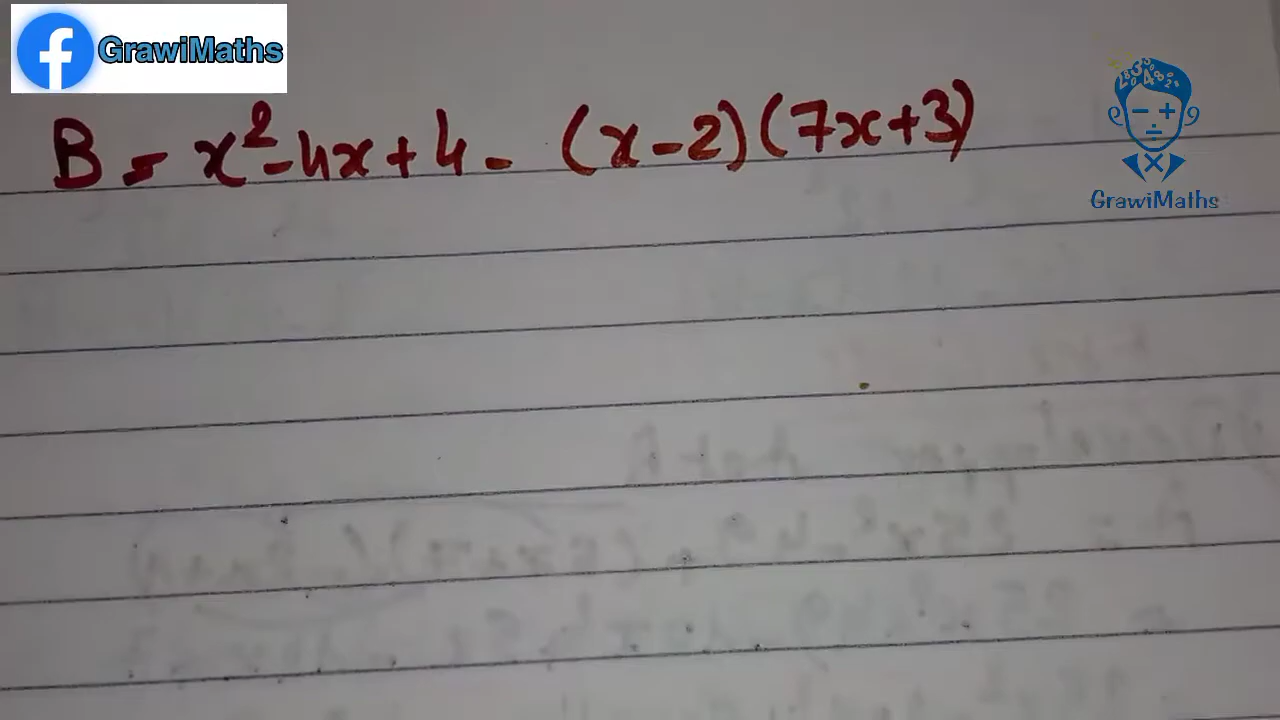 GrawiMaths
B = x² - 4x + 4 - (x - 2)(7x + 3)
GrawiMaths